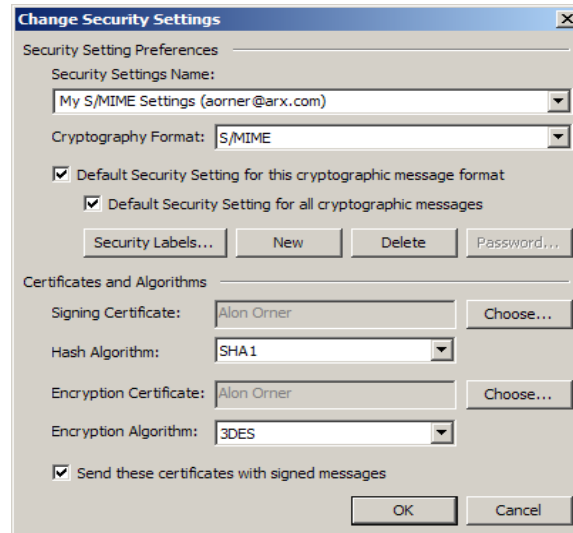 Change Security Settings
Security Setting Preferences
Security Settings Name:
My S/MIME Settings (aorner@arx.com)
Cryptography Format: S/MIME
Default Security Setting for this cryptographic message format
Default Security Setting for all cryptographic messages
Security Labels... New Delete Password...
Certificates and Algorithms
Signing Certificate: Alon Orner Choose...
Hash Algorithm: SHA1
Encryption Certificate: Alon Orner Choose...
Encryption Algorithm: 3DES
Send these certificates with signed messages
OK Cancel